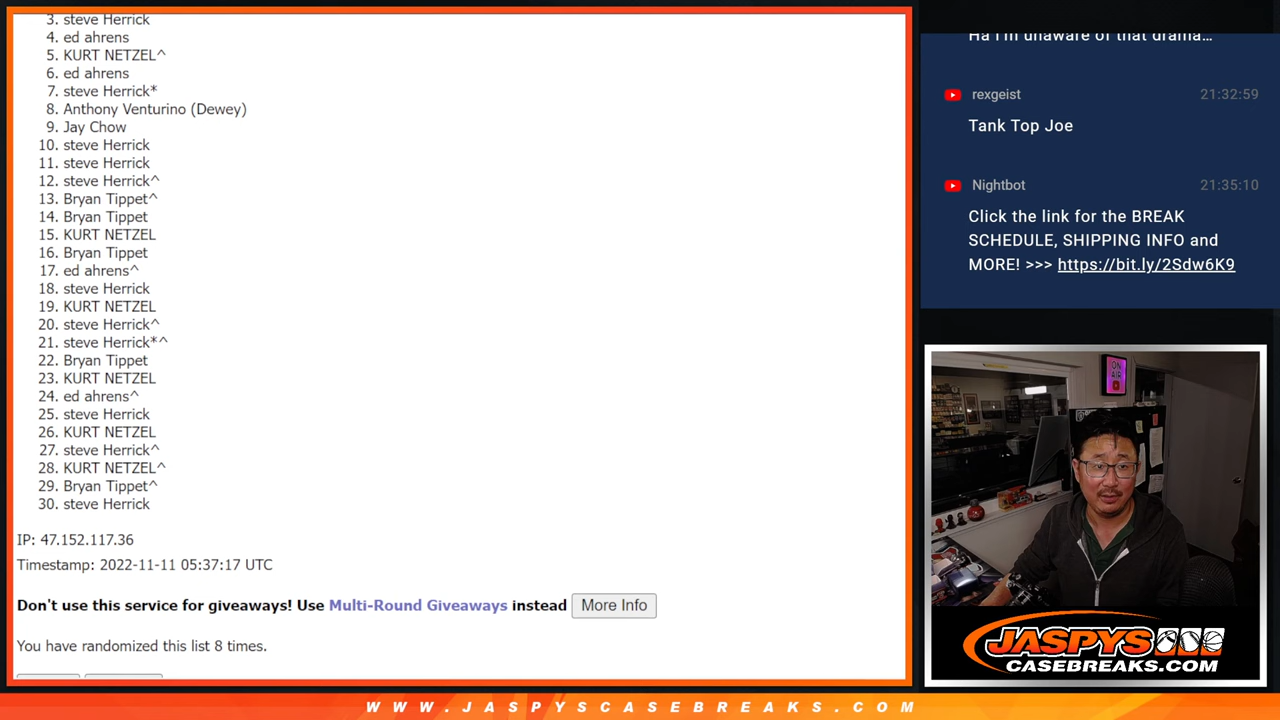 3. steve Herrick
4. ed ahrens
5. KURT NETZEL^
6. ed ahrens
7. steve Herrick*
8. Anthony Venturino (Dewey)
9. Jay Chow
10. steve Herrick
11. steve Herrick
12. steve Herrick^
13. Bryan Tippet^
14. Bryan Tippet
15. KURT NETZEL
16. Bryan Tippet
17. ed ahrens^
18. steve Herrick
19. KURT NETZEL
20. steve Herrick^
21. steve Herrick*^
22. Bryan Tippet
23. KURT NETZEL
24. ed ahrens^
25. steve Herrick
26. KURT NETZEL
27. steve Herrick^
28. KURT NETZEL^
29. Bryan Tippet^
30. steve Herrick
IP: 47.152.117.36
Timestamp: 2022-11-11 05:37:17 UTC
Don't use this service for giveaways! Use Multi-Round Giveaways instead More Info
You have randomized this list 8 times.
Ha I'm unaware of that drama...
rexgeist 21:32:59
Tank Top Joe
Nightbot 21:35:10
Click the link for the BREAK
SCHEDULE, SHIPPING INFO and
MORE! >>> https://bit.ly/2Sdw6K9
ON
AIR
JASPYS
CASEBREAKS.COM
WWW.JASPYSCASEBREAKS.COM